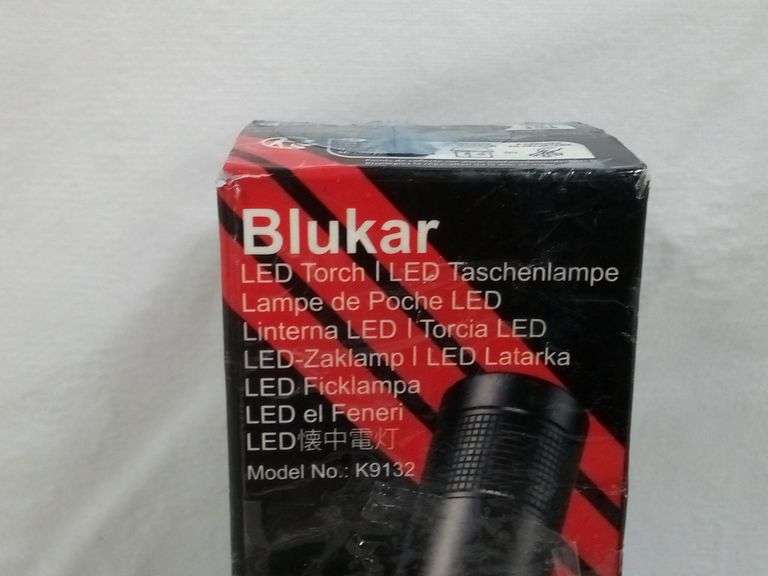 Blukar
LED Torch | LED Taschenlampe
Lampe de Poche LED
Linterna LED | Torcia LED
LED-Zaklamp | LED Latarka
LED Ficklampa
LED el Feneri
LED懐中電灯
Model No.: K9132